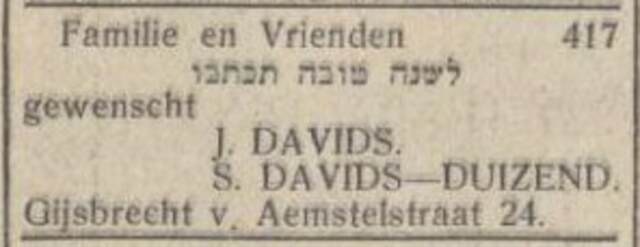 Familie en Vrienden 417
לשנה טובה תכתבו
gewenscht
J. DAVIDS.
S. DAVIDS—DUIZEND.
Gijsbrecht v. Aemstelstraat 24.